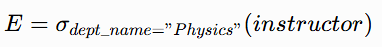 E = σ_{dept_name="Physics"}(instructor)